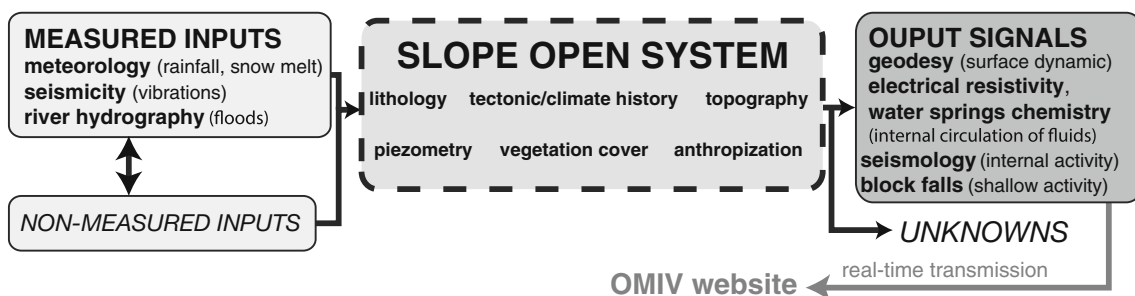 MEASURED INPUTS
meteorology (rainfall, snow melt)
seismicity (vibrations)
river hydrography (floods)
NON-MEASURED INPUTS
SLOPE OPEN SYSTEM
lithology tectonic/climate history topography
piezometry vegetation cover anthropization
OUPUT SIGNALS
geodesy (surface dynamic)
electrical resistivity,
water springs chemistry
(internal circulation of fluids)
seismology (internal activity)
block falls (shallow activity)
UNKNOWNS
real-time transmission
OMIV website